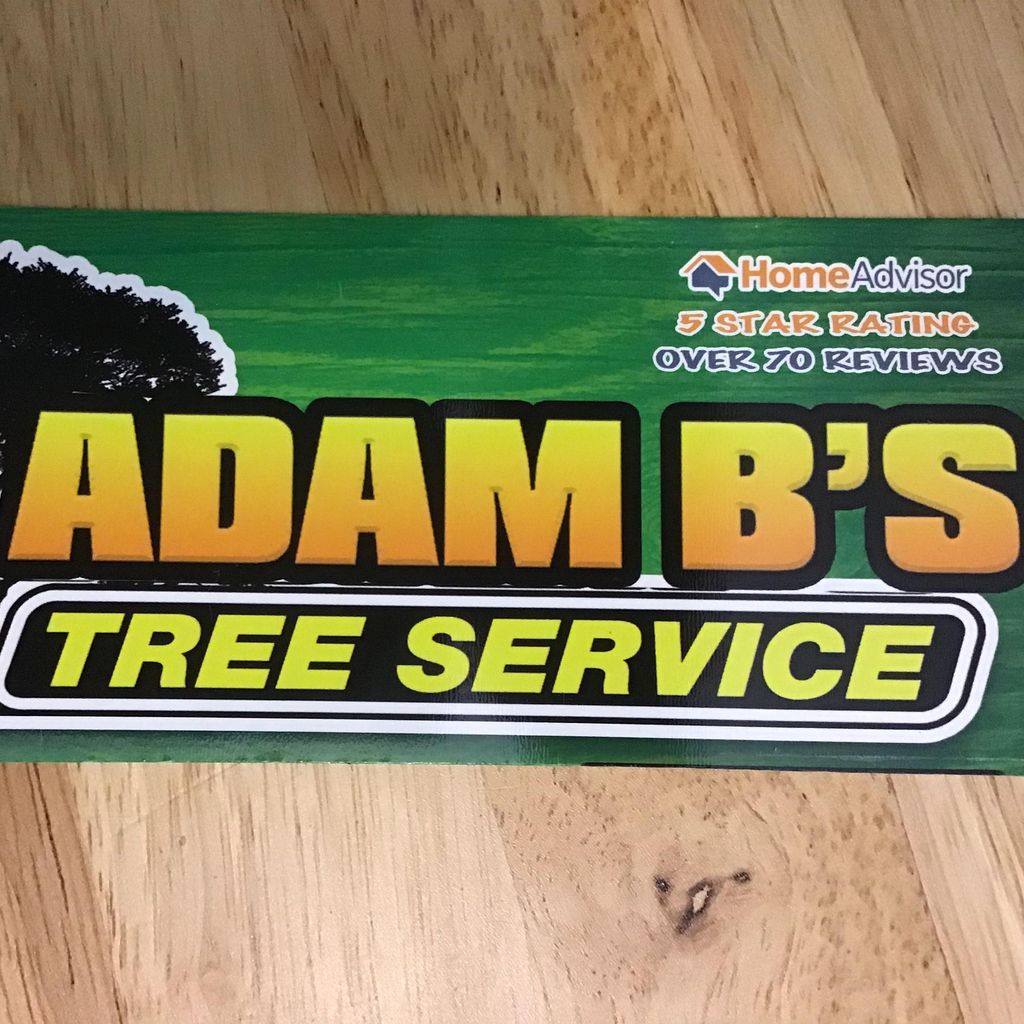 HomeAdvisor
5 STAR RATING
OVER 70 REVIEWS
ADAM B'S
TREE SERVICE